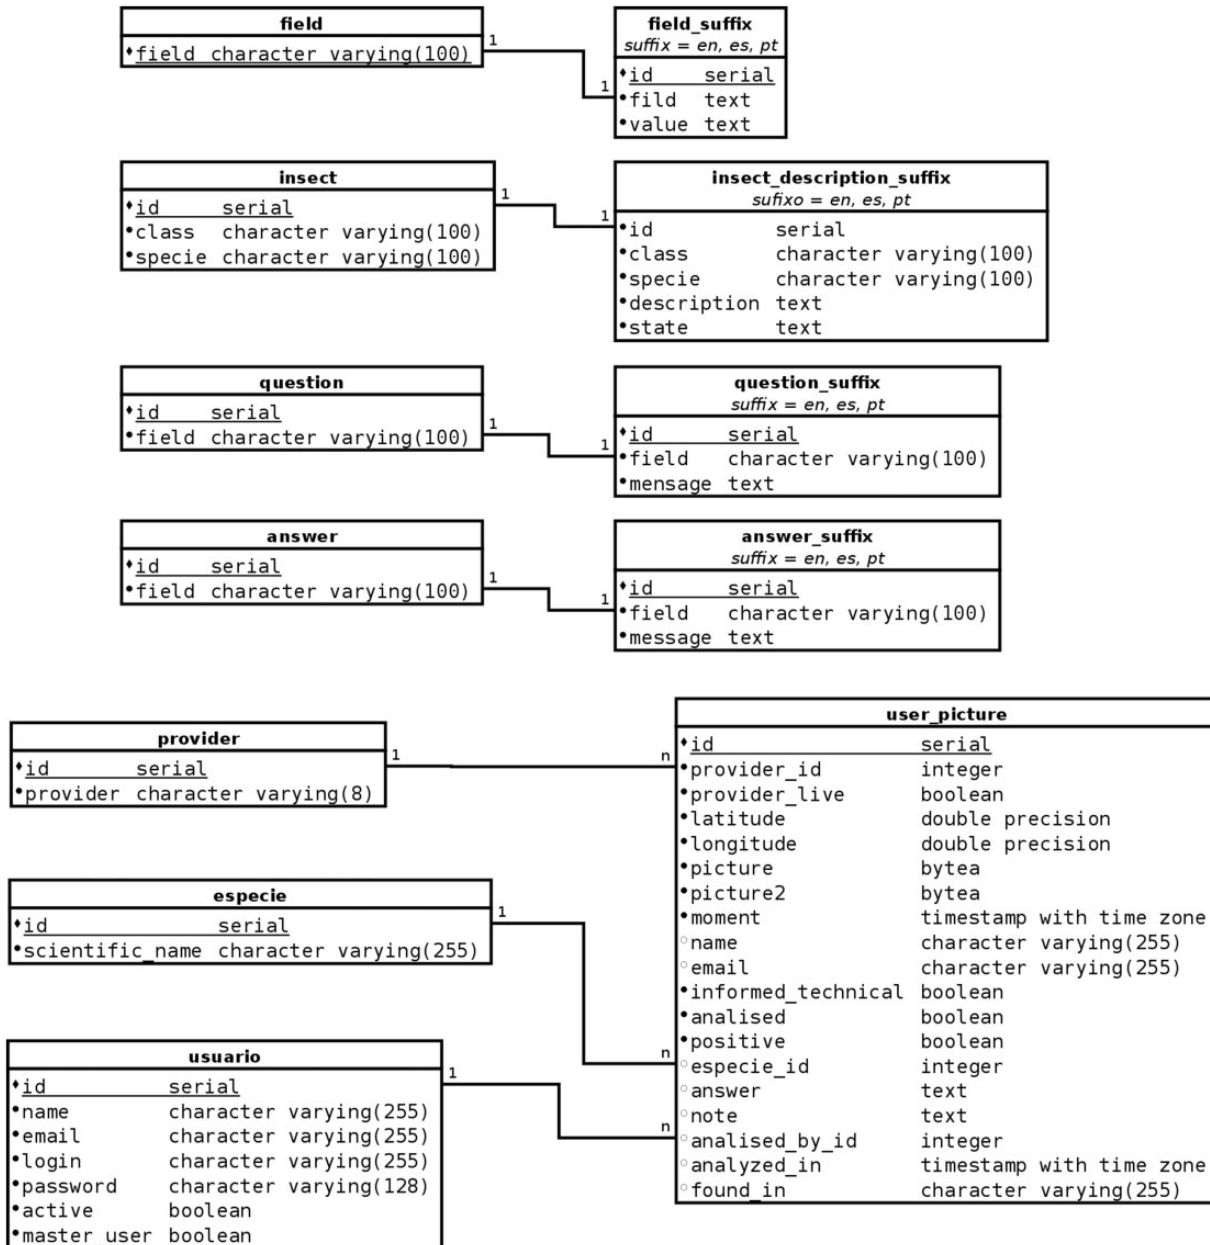 field
field character varying(100)
1
field_suffix
suffix = en, es, pt
id serial
fild text
value text
1
insect
id serial
class character varying(100)
specie character varying(100)
1
insect_description_suffix
sufixo = en, es, pt
id serial
class character varying(100)
specie character varying(100)
description text
state text
1
question
id serial
field character varying(100)
1
question_suffix
suffix = en, es, pt
id serial
field character varying(100)
mensage text
1
answer
id serial
field character varying(100)
1
answer_suffix
suffix = en, es, pt
id serial
field character varying(100)
message text
1
provider
id serial
provider character varying(8)
1
especie
id serial
scientific_name character varying(255)
1
usuario
id serial
name character varying(255)
email character varying(255)
login character varying(255)
password character varying(128)
active boolean
master user boolean
1
user_picture
id serial
provider_id integer
provider_live boolean
latitude double precision
longitude double precision
picture bytea
picture2 bytea
moment timestamp with time zone
name character varying(255)
email character varying(255)
informed_technical boolean
analised boolean
positive boolean
especie_id integer
answer text
note text
analised_by_id integer
analyzed_in timestamp with time zone
found_in character varying(255)
n
n
n